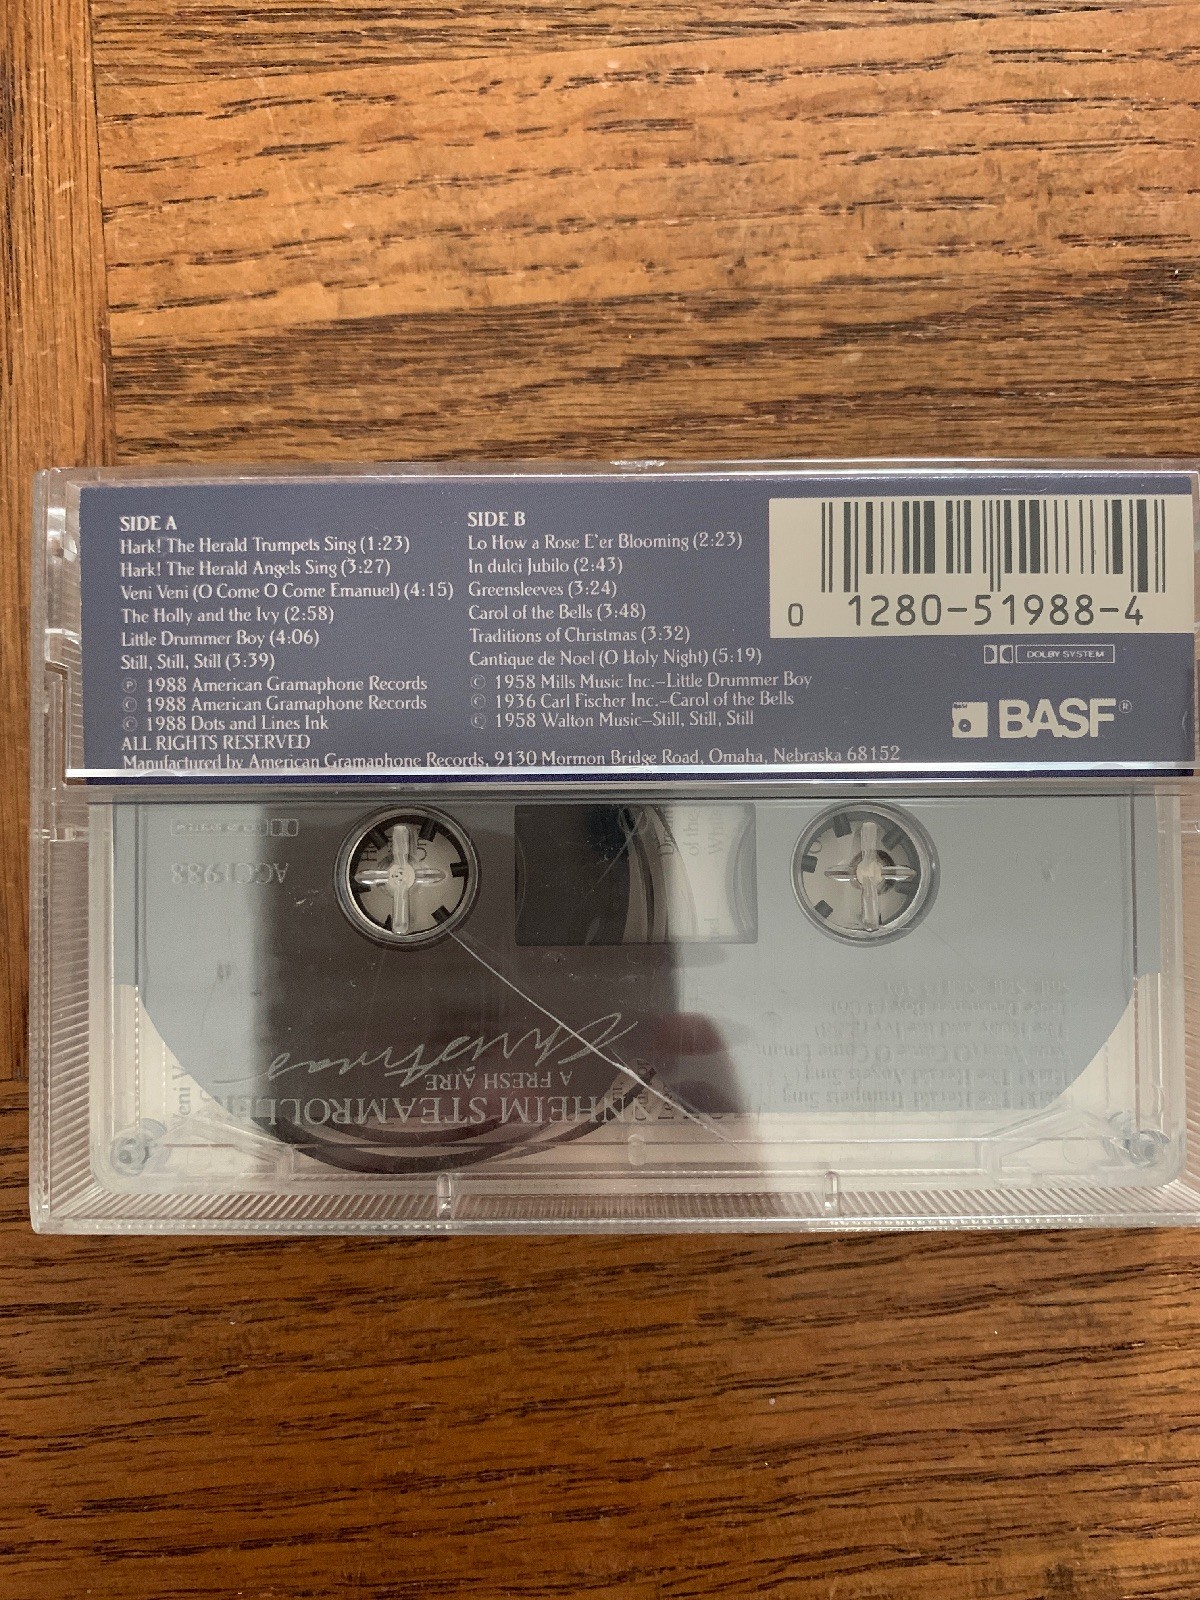 SIDE A
Hark! The Herald Trumpets Sing (1:23)
Hark! The Herald Angels Sing (3:27)
Veni Veni (O Come O Come Emanuel) (4:15)
The Holly and the Ivy (2:58)
Little Drummer Boy (4:06)
Still, Still, Still (3:39)
℗ 1988 American Gramaphone Records
© 1988 American Gramaphone Records
© 1988 Dots and Lines Ink
ALL RIGHTS RESERVED
Manufactured by American Gramaphone Records, 9130 Mormon Bridge Road, Omaha, Nebraska 68152
SIDE B
Lo How a Rose E'er Blooming (2:23)
In dulci Jubilo (2:43)
Greensleeves (3:24)
Carol of the Bells (3:48)
Traditions of Christmas (3:32)
Cantique de Noel (O Holy Night) (5:19)
© 1958 Mills Music Inc.–Little Drummer Boy
© 1936 Carl Fischer Inc.–Carol of the Bells
© 1958 Walton Music–Still, Still, Still
0 1280-51988-4
DOLBY SYSTEM
BASF®
AGC1988
Christmas
A FRESH AIRE
STEAMROLLER